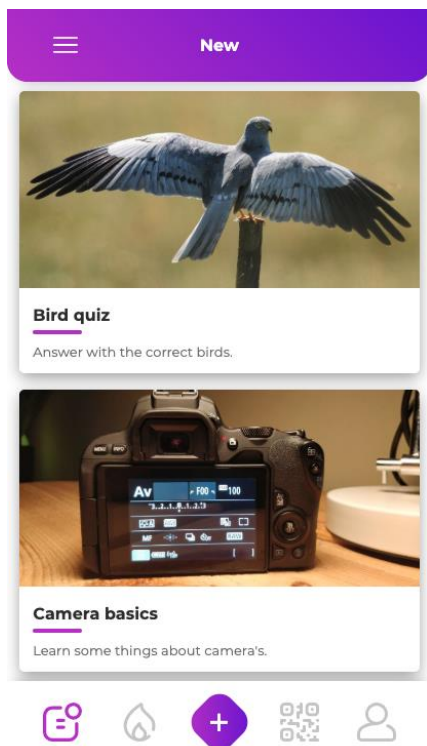 New
Bird quiz
Answer with the correct birds.
MENU INFO
Av F00 100
MF
Camera basics
Learn some things about camera's.